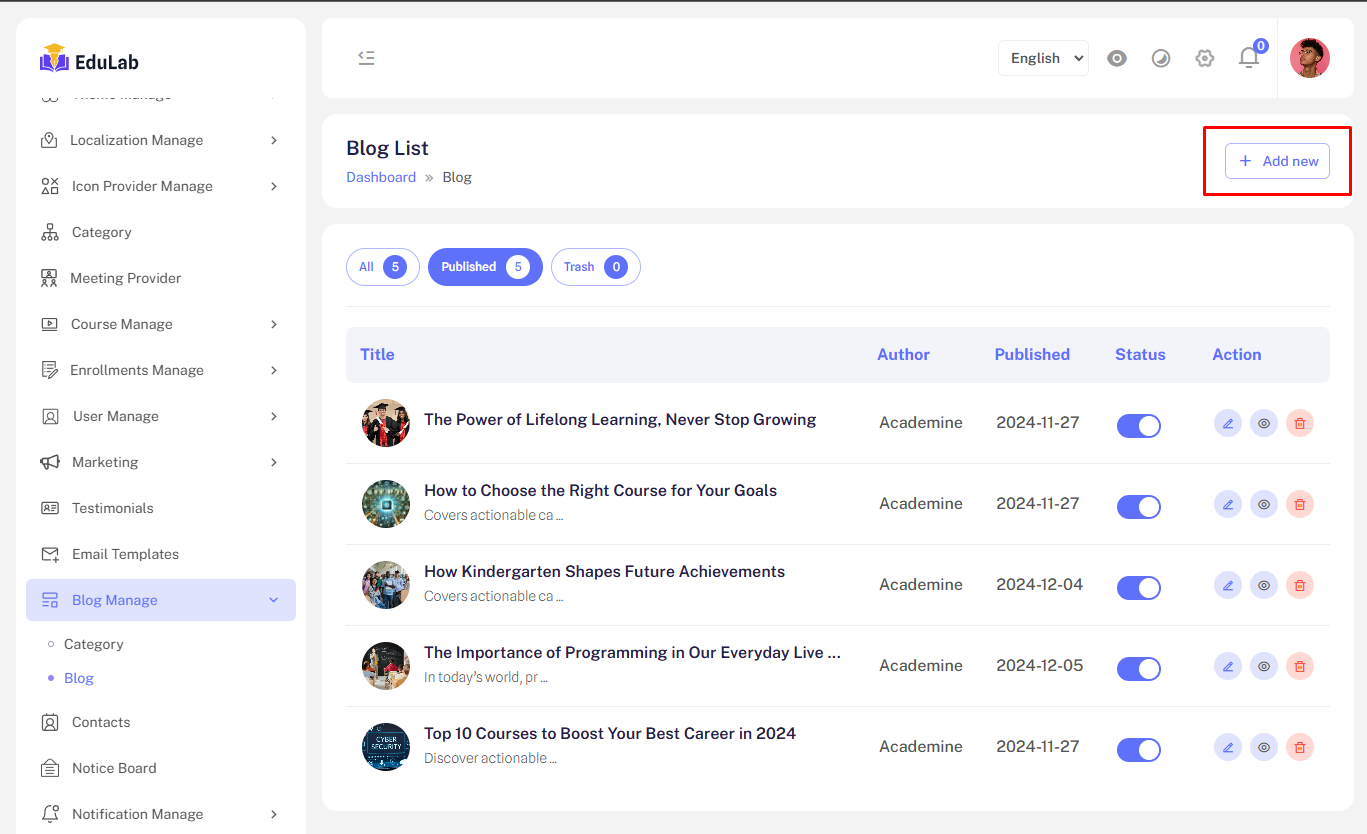 EduLab
Theme Manage
Localization Manage
Icon Provider Manage
Category
Meeting Provider
Course Manage
Enrollments Manage
User Manage
Marketing
Testimonials
Email Templates
Blog Manage
Category
Blog
Contacts
Notice Board
Notification Manage
English
0
Blog List
Dashboard » Blog
+ Add new
All 5 Published 5 Trash 0
Title Author Published Status Action
The Power of Lifelong Learning, Never Stop Growing Academine 2024-11-27
How to Choose the Right Course for Your Goals Academine 2024-11-27
Covers actionable ca ...
How Kindergarten Shapes Future Achievements Academine 2024-12-04
Covers actionable ca ...
The Importance of Programming in Our Everyday Live ... Academine 2024-12-05
In today’s world, pr ...
CYBER
SECURITY
Top 10 Courses to Boost Your Best Career in 2024 Academine 2024-11-27
Discover actionable ...